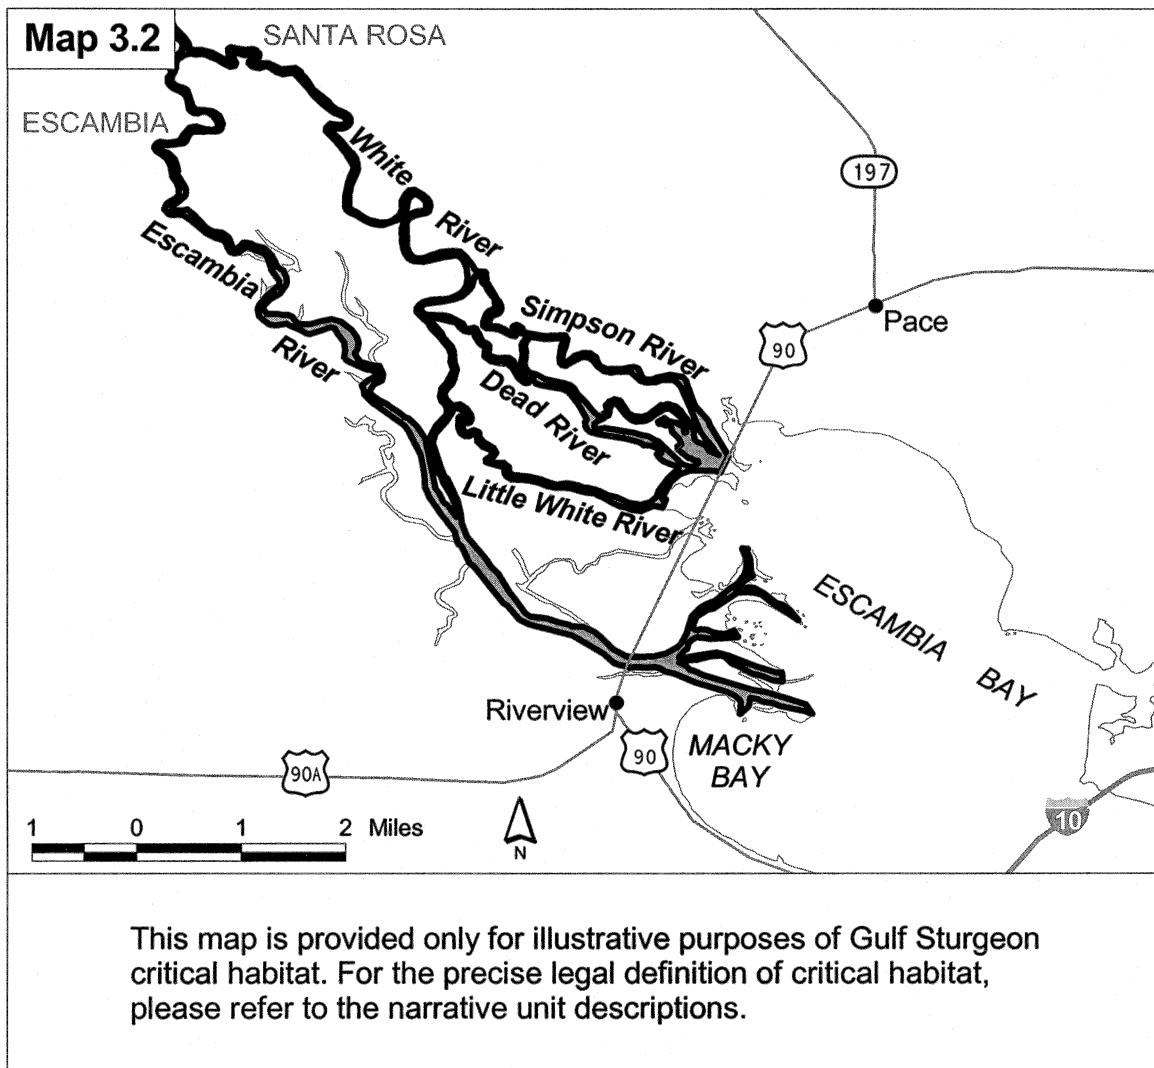 Map 3.2
SANTA ROSA
ESCAMBIA
White
River
197
Escambia
River
Simpson River
Pace
90
Dead River
Little White River
ESCAMBIA
BAY
Riverview
MACKY
BAY
90
90A
10
1 0 1 2 Miles
N
This map is provided only for illustrative purposes of Gulf Sturgeon
critical habitat. For the precise legal definition of critical habitat,
please refer to the narrative unit descriptions.